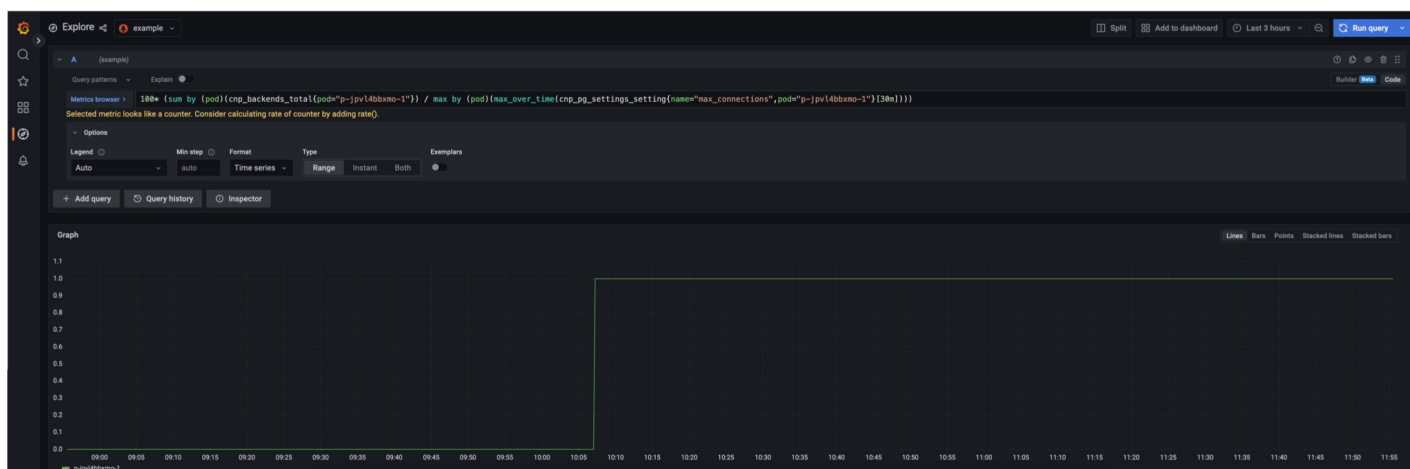 Explore example Split Add to dashboard Last 3 hours Run query
A (example)
Query patterns Explain Builder Beta Code
Metrics browser > 100* (sum by (pod)(cnp_backends_total{pod="p-jpvl4bbxmo-1"}) / max by (pod)(max_over_time(cnp_pg_settings_setting{name="max_connections",pod="p-jpvl4bbxmo-1"}[30m])))
Selected metric looks like a counter. Consider calculating rate of counter by adding rate().
Options
Legend Min step Format Type Exemplars
Auto auto Time series Range Instant Both
+ Add query Query history Inspector
Graph Lines Bars Points Stacked lines Stacked bars
1.1
1.0
0.9
0.8
0.7
0.6
0.5
0.4
0.3
0.2
0.1
0.0
09:00 09:05 09:10 09:15 09:20 09:25 09:30 09:35 09:40 09:45 09:50 09:55 10:00 10:05 10:10 10:15 10:20 10:25 10:30 10:35 10:40 10:45 10:50 10:55 11:00 11:05 11:10 11:15 11:20 11:25 11:30 11:35 11:40 11:45 11:50 11:55
p-jpvl4bbxmo-1